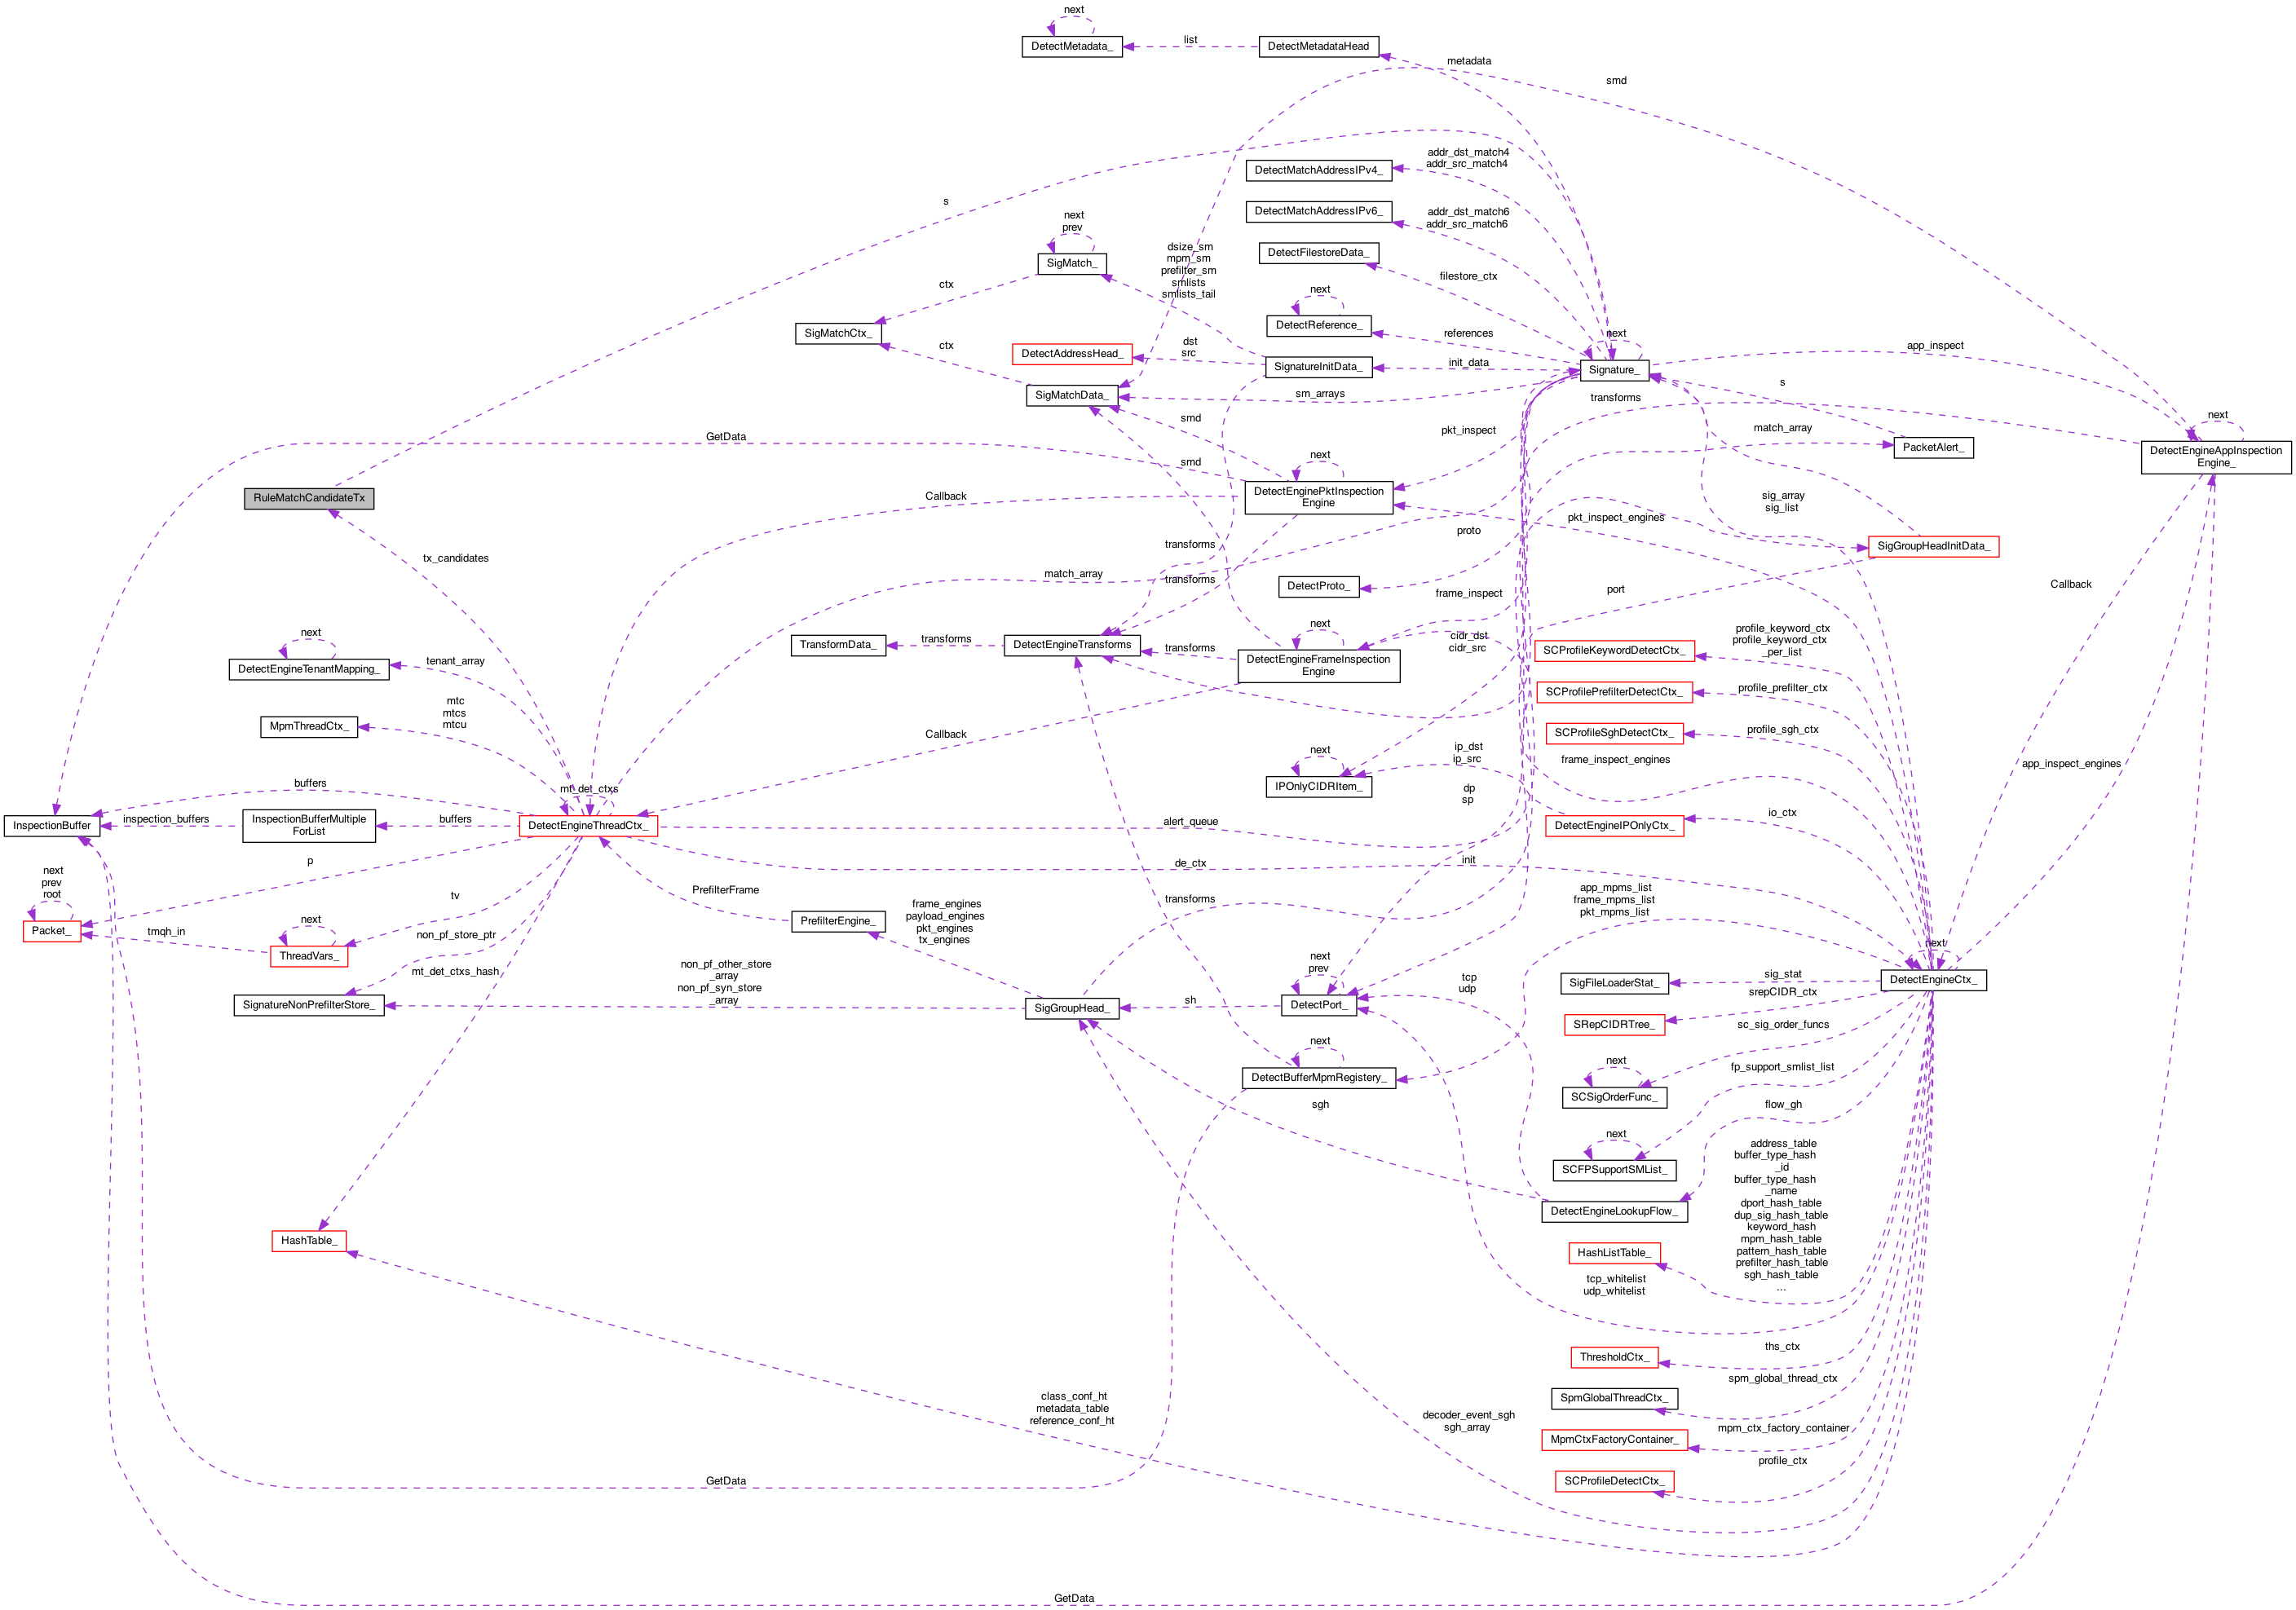 next
DetectMetadata_
list
DetectMetadataHead
metadata
smd
s
addr_dst_match4
addr_src_match4
DetectMatchAddressIPv4_
addr_dst_match6
addr_src_match6
DetectMatchAddressIPv6_
next
prev
SigMatch_
dsize_sm
mpm_sm
prefilter_sm
smlists
smlists_tail
DetectFilestoreData_
filestore_ctx
ctx
SigMatchCtx_
ctx
next
DetectReference_
references
DetectAddressHead_
dst
src
SignatureInitData_
init_data
next
Signature_
app_inspect
s
SigMatchData_
sm_arrays
transforms
smd
GetData
pkt_inspect
match_array
PacketAlert_
next
DetectEngineAppInspection
Engine_
smd
next
DetectEnginePktInspection
Engine
RuleMatchCandidateTx
Callback
sig_array
sig_list
pkt_inspect_engines
proto
SigGroupHeadInitData_
tx_candidates
transforms
match_array
transforms
DetectProto_
frame_inspect
port
Callback
next
DetectEngineTenantMapping_
tenant_array
TransformData_
transforms
DetectEngineTransforms
transforms
next
DetectEngineFrameInspection
Engine
cidr_dst
cidr_src
SCProfileKeywordDetectCtx_
profile_keyword_ctx
profile_keyword_ctx
_per_list
SCProfilePrefilterDetectCtx_
profile_prefilter_ctx
MpmThreadCtx_
mtc
mtcs
mtcu
Callback
SCProfileSghDetectCtx_
profile_sgh_ctx
next
IPOnlyCIDRItem_
ip_dst
ip_src
frame_inspect_engines
app_inspect_engines
buffers
mt_det_ctxs
dp
sp
InspectionBuffer
inspection_buffers
InspectionBufferMultiple
ForList
buffers
DetectEngineThreadCtx_
alert_queue
DetectEngineIPOnlyCtx_
io_ctx
p
de_ctx
init
next
prev
root
Packet_
tv
PrefilterFrame
transforms
app_mpms_list
frame_mpms_list
pkt_mpms_list
tmqh_in
next
ThreadVars_
non_pf_store_ptr
PrefilterEngine_
frame_engines
payload_engines
pkt_engines
tx_engines
next
DetectEngineCtx_
mt_det_ctxs_hash
non_pf_other_store
_array
non_pf_syn_store
_array
next
prev
DetectPort_
tcp
udp
SigFileLoaderStat_
sig_stat
SignatureNonPrefilterStore_
SigGroupHead_
sh
SRepCIDRTree_
srepCIDR_ctx
sc_sig_order_funcs
next
DetectBufferMpmRegistery_
next
SCSigOrderFunc_
fp_support_smlist_list
sgh
flow_gh
next
SCFPSupportSMList_
DetectEngineLookupFlow_
address_table
buffer_type_hash
_id
buffer_type_hash
_name
dport_hash_table
dup_sig_hash_table
keyword_hash
mpm_hash_table
pattern_hash_table
prefilter_hash_table
sgh_hash_table
...
HashTable_
HashListTable_
tcp_whitelist
udp_whitelist
ThresholdCtx_
ths_ctx
SpmGlobalThreadCtx_
spm_global_thread_ctx
class_conf_ht
metadata_table
reference_conf_ht
decoder_event_sgh
sgh_array
MpmCtxFactoryContainer_
mpm_ctx_factory_container
GetData
SCProfileDetectCtx_
profile_ctx
GetData